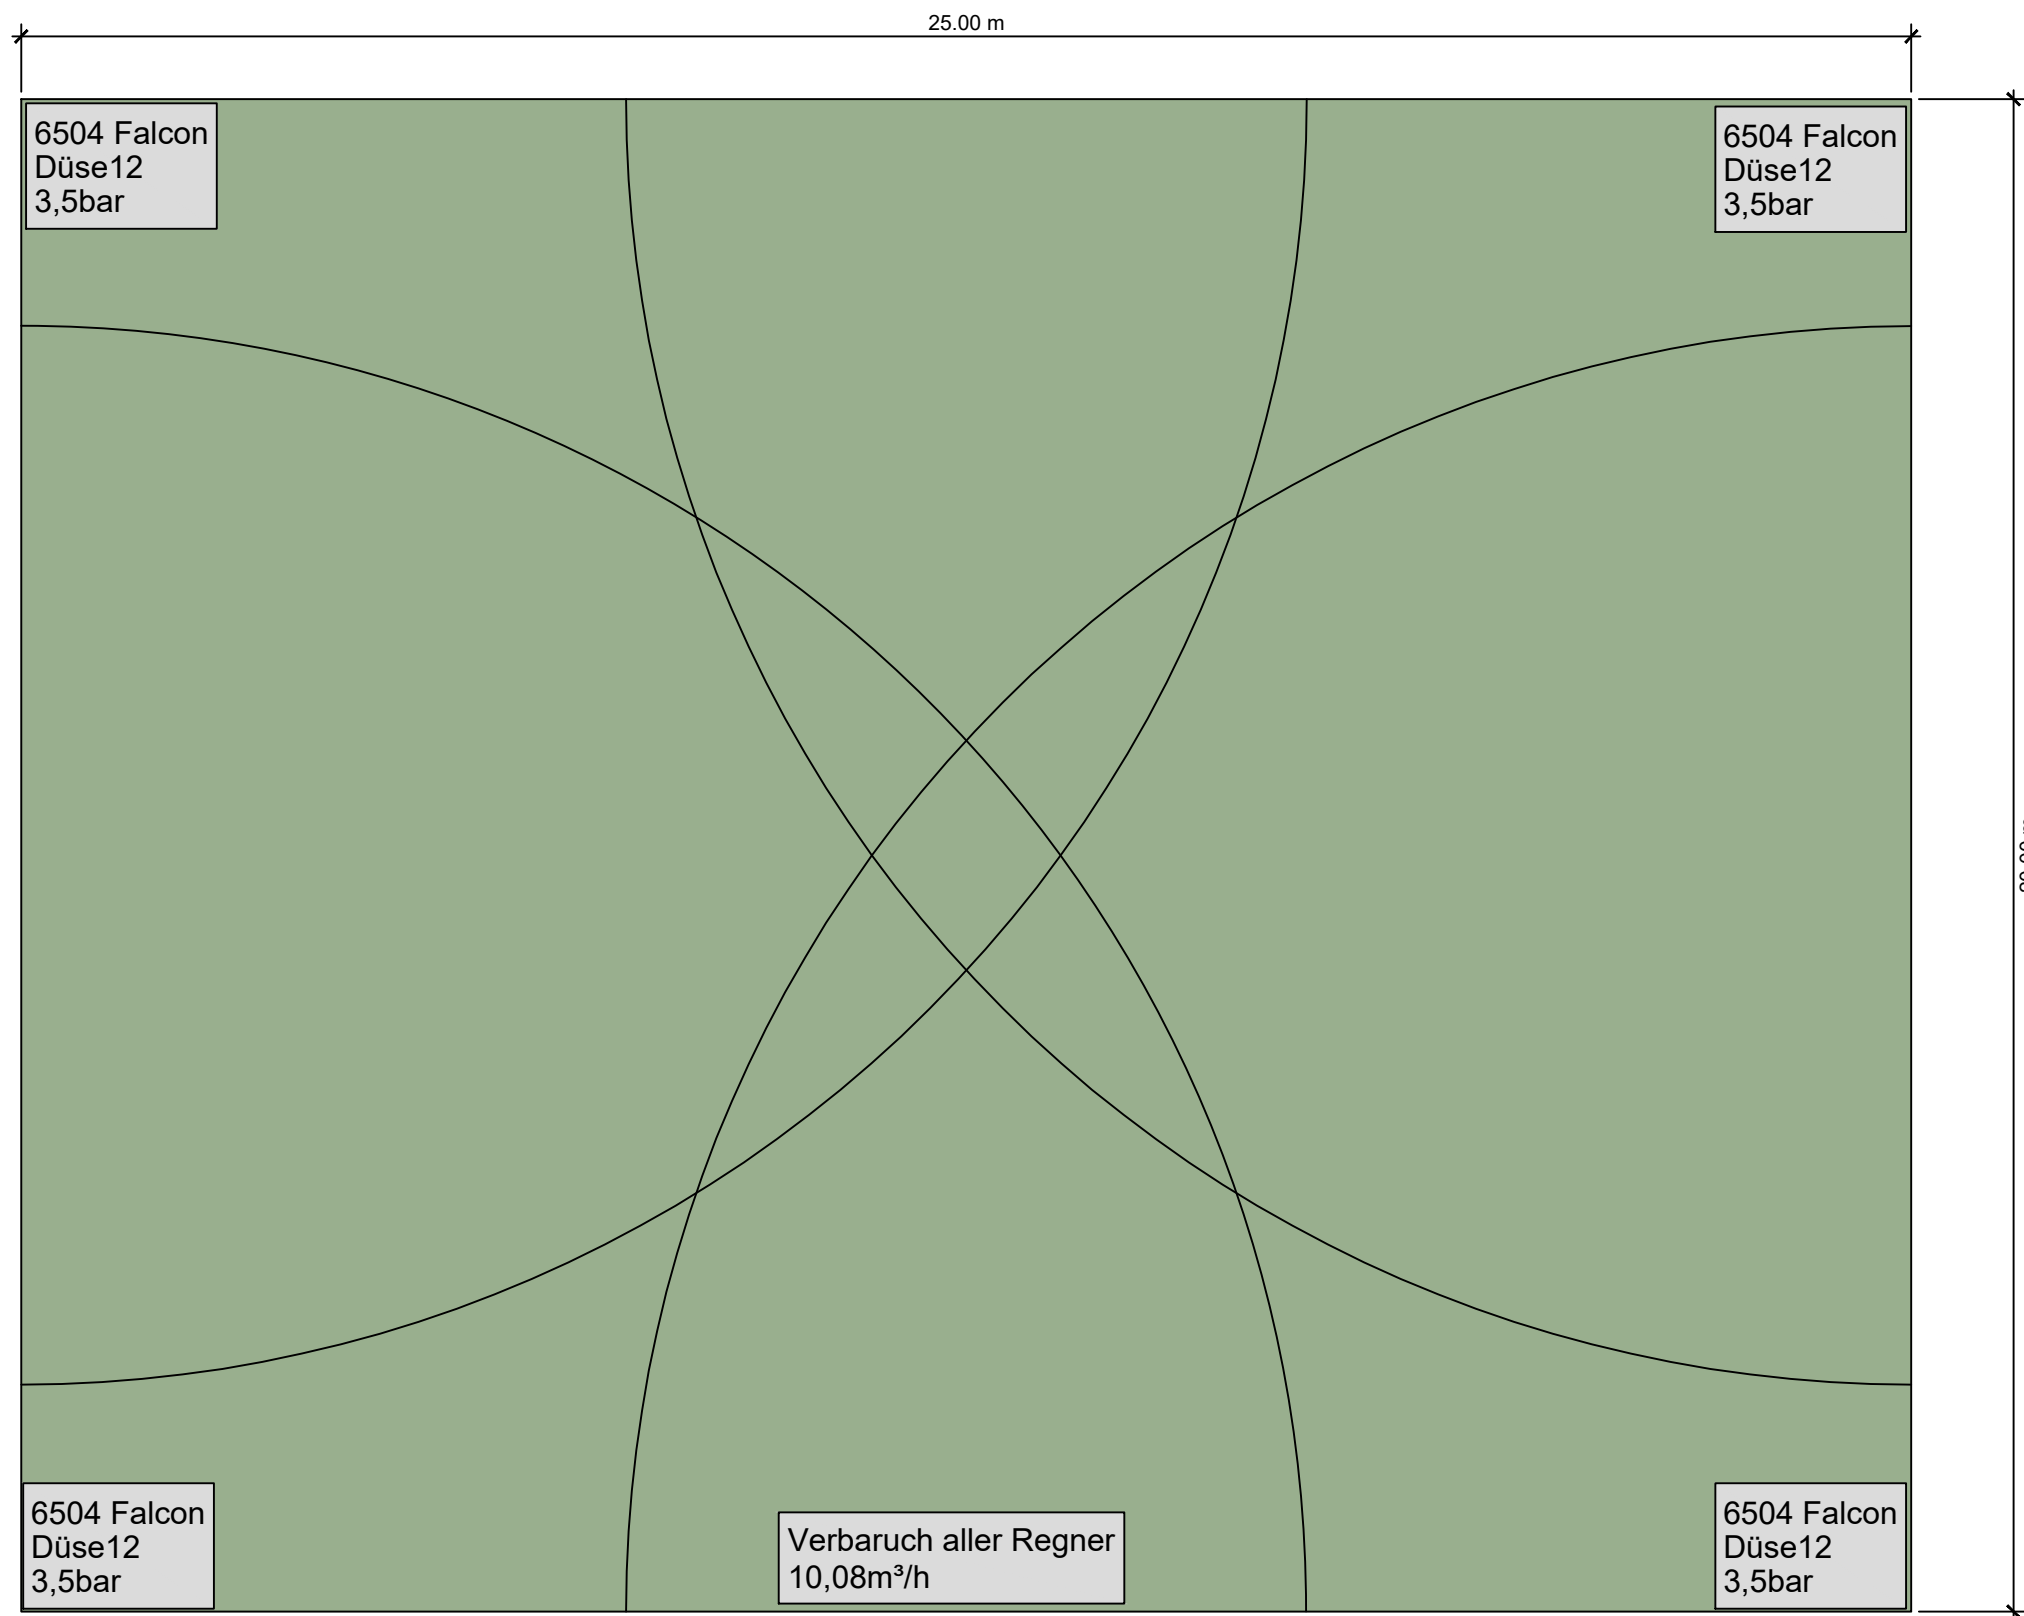 25.00 m
6504 Falcon
Düse12
3,5bar
6504 Falcon
Düse12
3,5bar
6504 Falcon
Düse12
3,5bar
Verbaruch aller Regner
10,08m³/h
6504 Falcon
Düse12
3,5bar